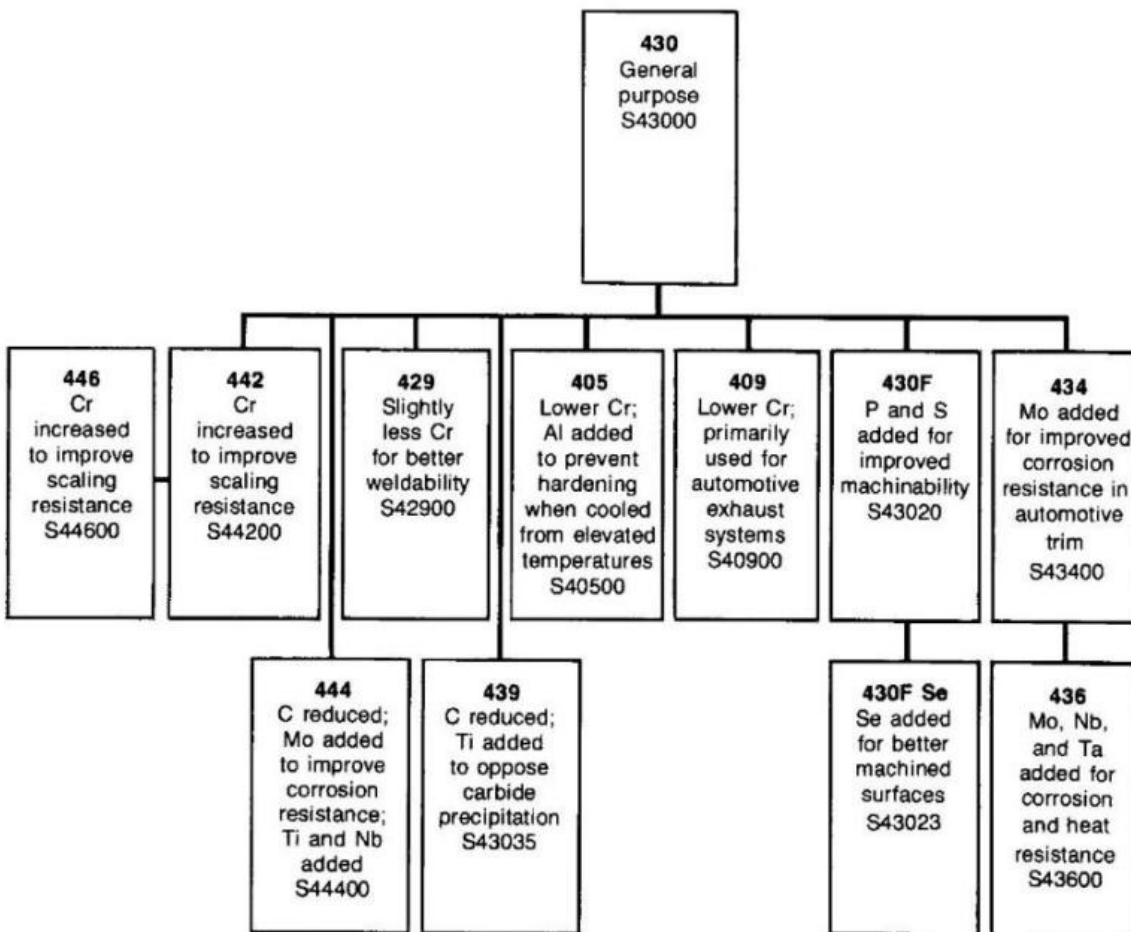 430
General
purpose
S43000
446
Cr
increased
to improve
scaling
resistance
S44600
442
Cr
increased
to improve
scaling
resistance
S44200
429
Slightly
less Cr
for better
weldability
S42900
405
Lower Cr;
Al added
to prevent
hardening
when cooled
from elevated
temperatures
S40500
409
Lower Cr;
primarily
used for
automotive
exhaust
systems
S40900
430F
P and S
added for
improved
machinability
S43020
434
Mo added
for improved
corrosion
resistance in
automotive
trim
S43400
444
C reduced;
Mo added
to improve
corrosion
resistance;
Ti and Nb
added
S44400
439
C reduced;
Ti added
to oppose
carbide
precipitation
S43035
430F Se
Se added
for better
machined
surfaces
S43023
436
Mo, Nb,
and Ta
added for
corrosion
and heat
resistance
S43600